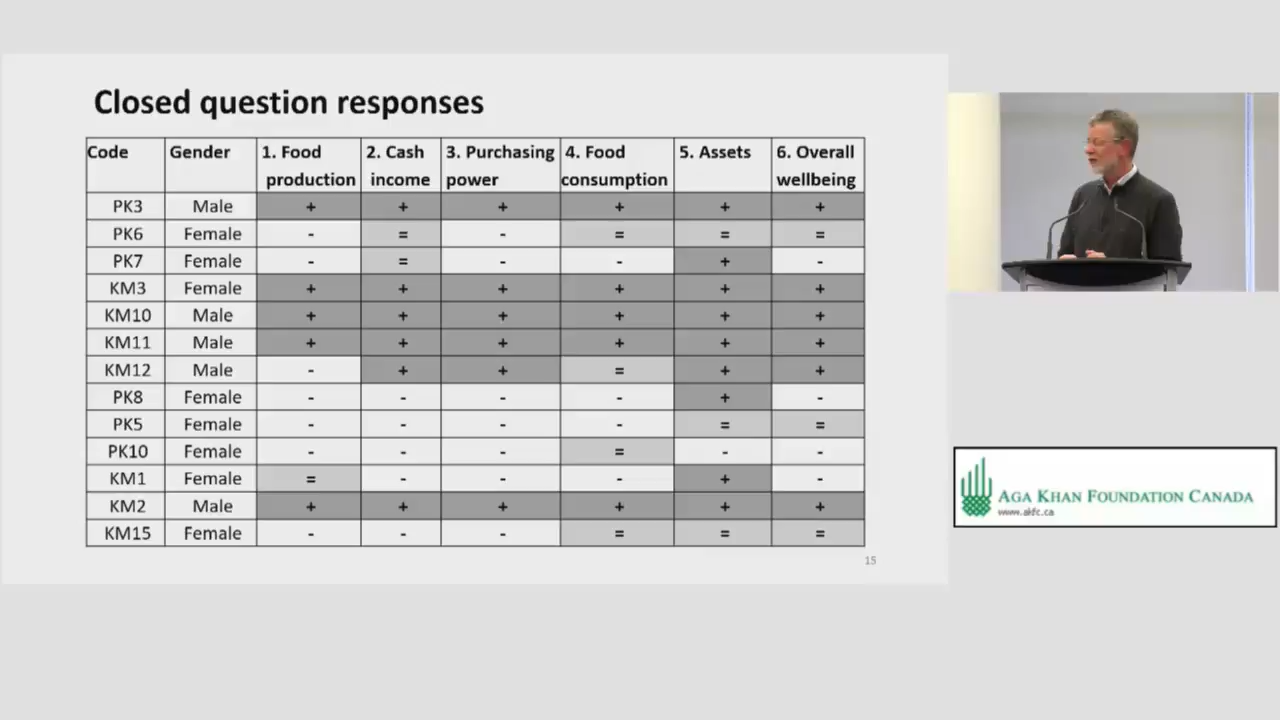 Closed question responses
Code Gender 1. Food production 2. Cash income 3. Purchasing power 4. Food consumption 5. Assets 6. Overall wellbeing
PK3 Male + + + + + +
PK6 Female - = - = = =
PK7 Female - = - - + -
KM3 Female + + + + + +
KM10 Male + + + + + +
KM11 Male + + + + + +
KM12 Male - + + = + +
PK8 Female - - - - + -
PK5 Female - - - - = =
PK10 Female - - - = - -
KM1 Female = - - - + -
KM2 Male + + + + + +
KM15 Female - - - = = =
15
AGA KHAN FOUNDATION CANADA
www.akfc.ca